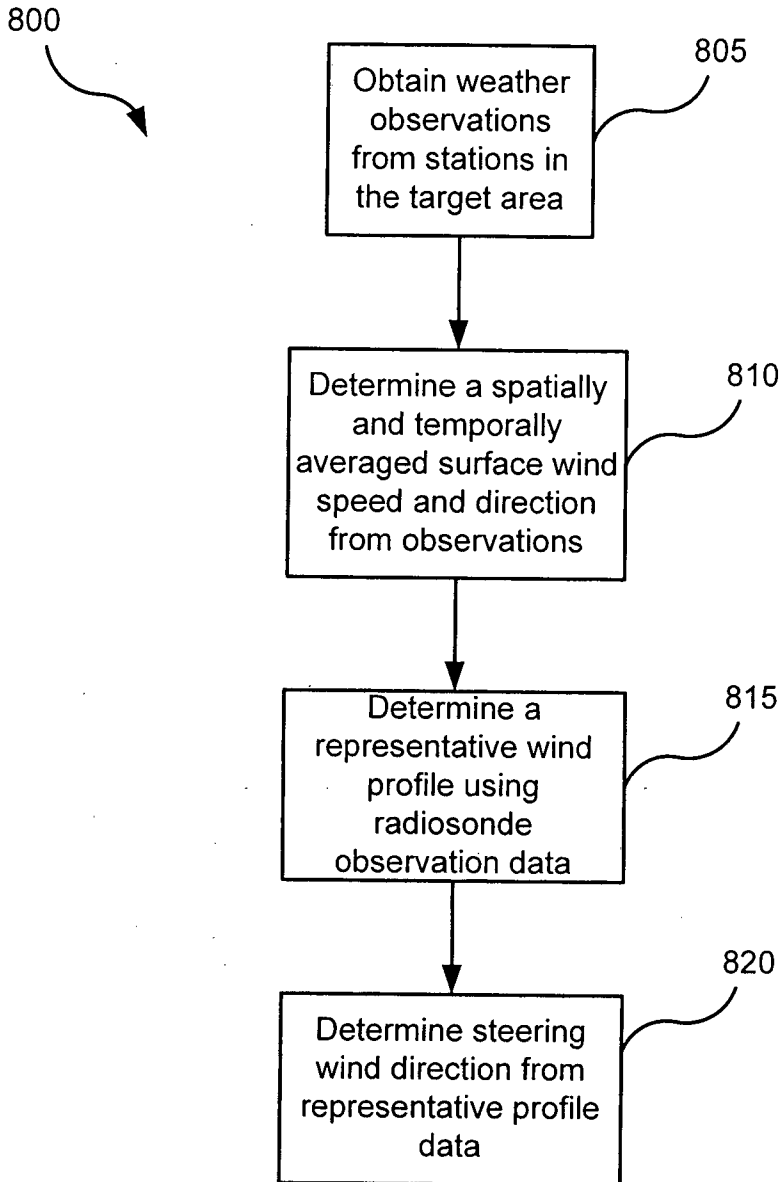 800
805
Obtain weather
observations
from stations in
the target area
810
Determine a spatially
and temporally
averaged surface wind
speed and direction
from observations
815
Determine a
representative wind
profile using
radiosonde
observation data
820
Determine steering
wind direction from
representative profile
data